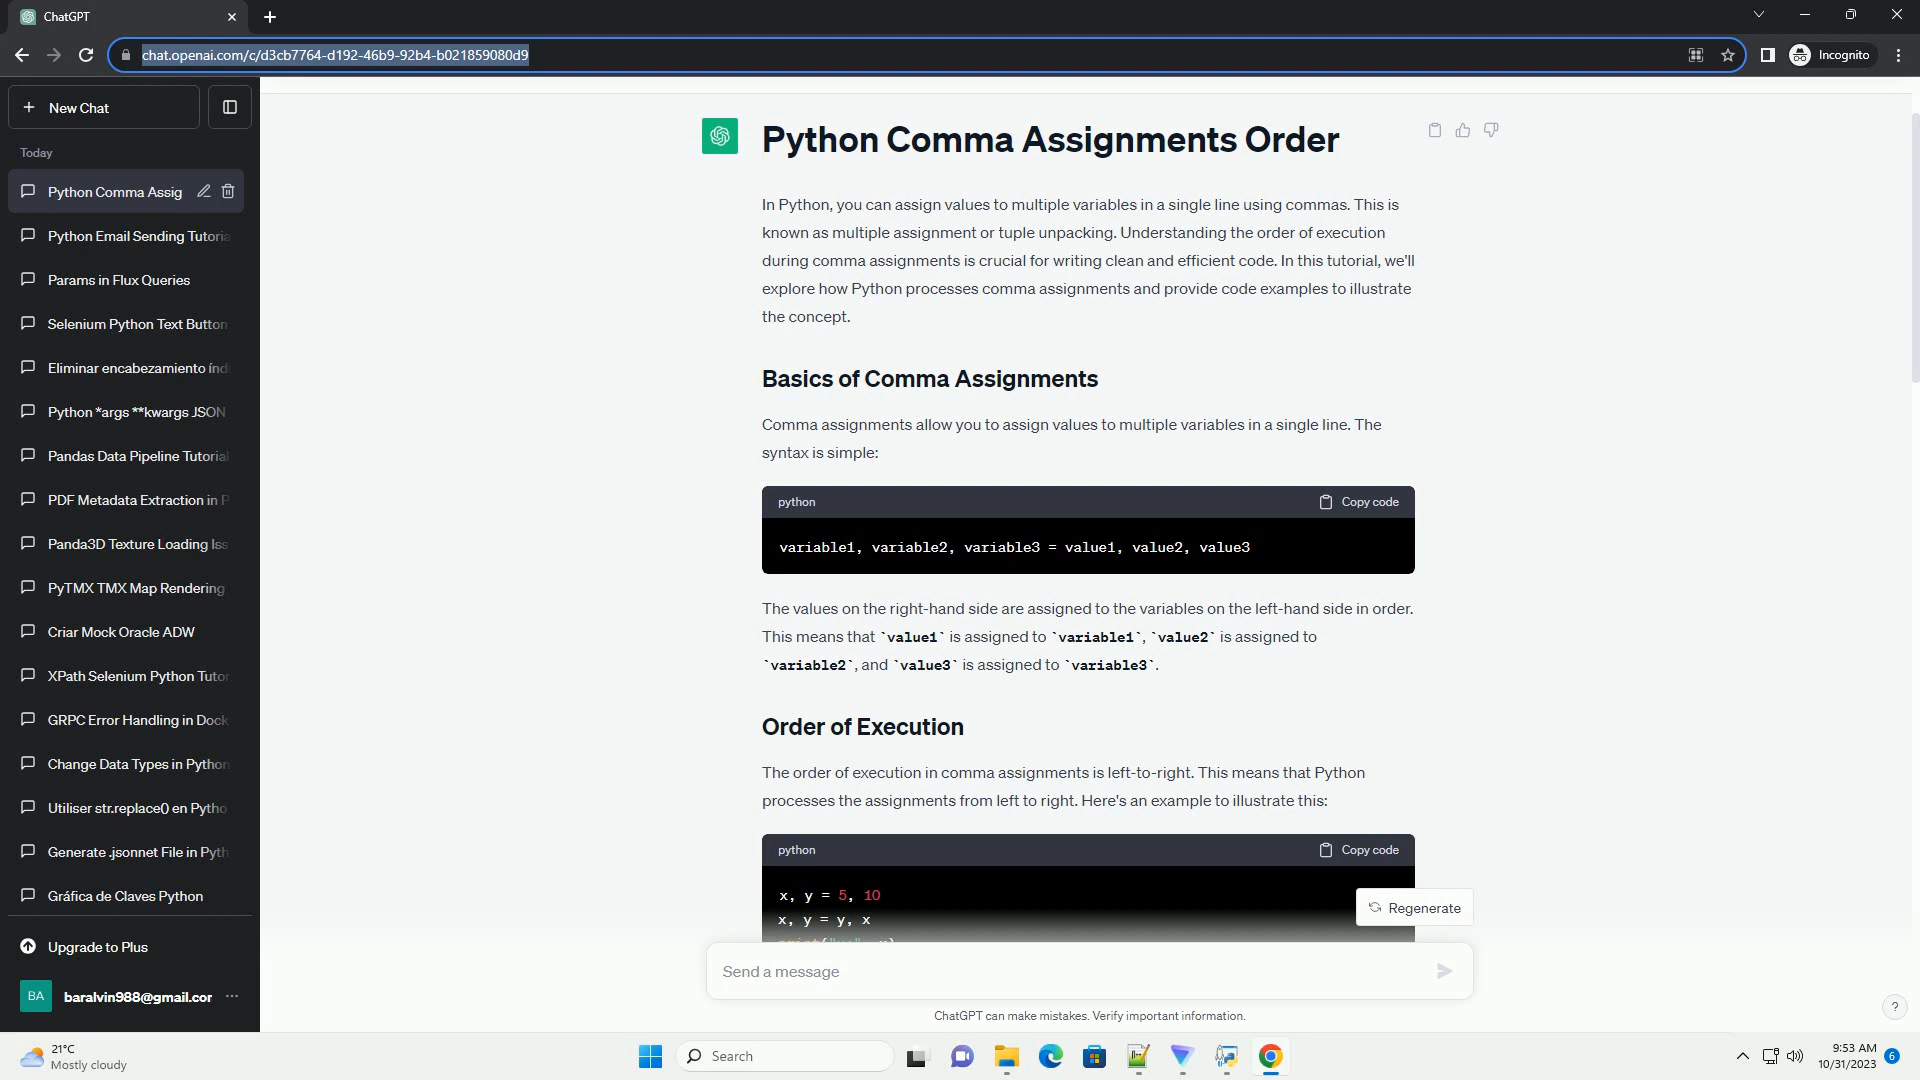 ChatGPT
chat.openai.com/c/d3cb7764-d192-46b9-92b4-b021859080d9
Incognito
New Chat
Today
Python Comma Assig
Python Email Sending Tutoria
Params in Flux Queries
Selenium Python Text Button
Eliminar encabezamiento índ
Python *args **kwargs JSON
Pandas Data Pipeline Tutorial
PDF Metadata Extraction in P
Panda3D Texture Loading Iss
PyTMX TMX Map Rendering
Criar Mock Oracle ADW
XPath Selenium Python Tutor
GRPC Error Handling in Dock
Change Data Types in Python
Utiliser str.replace() en Pytho
Generate .jsonnet File in Pyth
Gráfica de Claves Python
Upgrade to Plus
BA
baralvin988@gmail.cor
Python Comma Assignments Order
In Python, you can assign values to multiple variables in a single line using commas. This is
known as multiple assignment or tuple unpacking. Understanding the order of execution
during comma assignments is crucial for writing clean and efficient code. In this tutorial, we'll
explore how Python processes comma assignments and provide code examples to illustrate
the concept.
Basics of Comma Assignments
Comma assignments allow you to assign values to multiple variables in a single line. The
syntax is simple:
python
Copy code
variable1, variable2, variable3 = value1, value2, value3
The values on the right-hand side are assigned to the variables on the left-hand side in order.
This means that `value1` is assigned to `variable1`, `value2` is assigned to
`variable2`, and `value3` is assigned to `variable3`.
Order of Execution
The order of execution in comma assignments is left-to-right. This means that Python
processes the assignments from left to right. Here's an example to illustrate this:
python
Copy code
x, y = 5, 10
x, y = y, x
Regenerate
Send a message
ChatGPT can make mistakes. Verify important information.
?
21°C
Mostly cloudy
Search
9:53 AM
10/31/2023
6